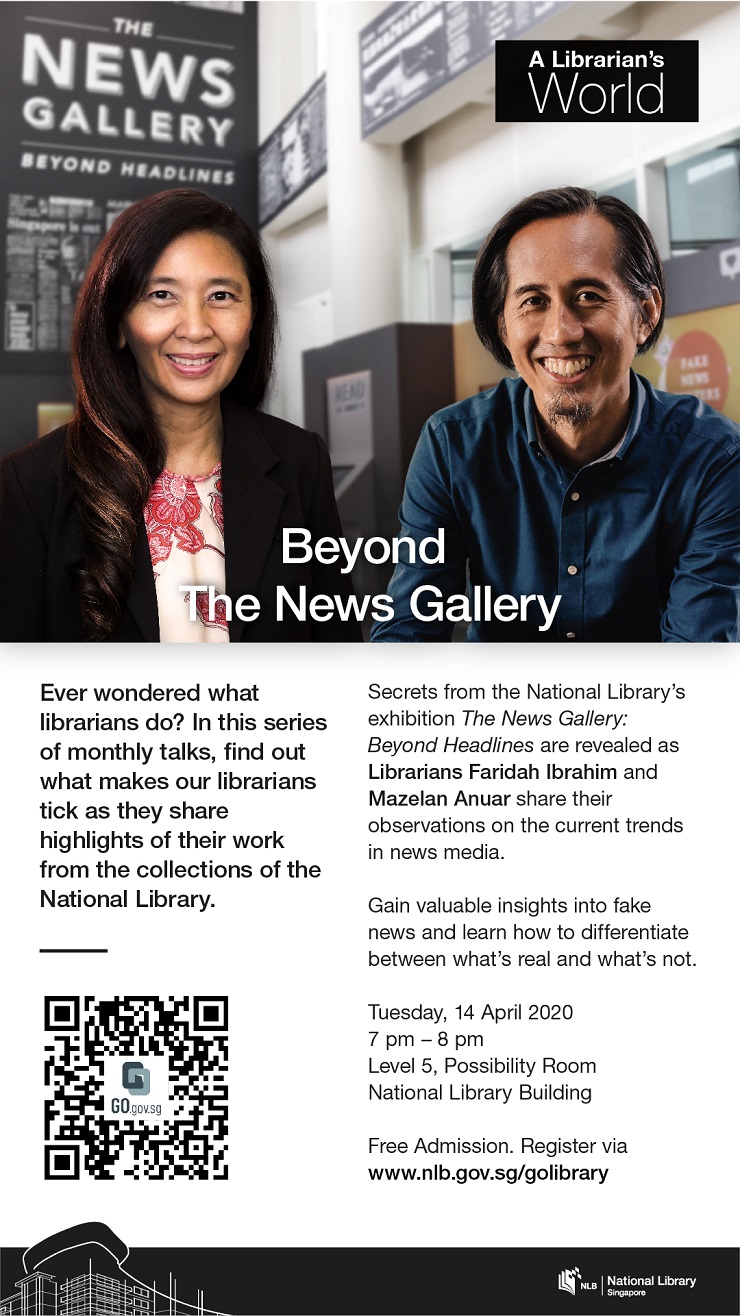 THE
NEWS
GALLERY
BEYOND HEADLINES
Singapore is out
A Librarian's
World
READ
FAKE
NEWS
Beyond
The News Gallery
Ever wondered what
librarians do? In this series
of monthly talks, find out
what makes our librarians
tick as they share
highlights of their work
from the collections of the
National Library.
GO.gov.sg
Secrets from the National Library's
exhibition The News Gallery:
Beyond Headlines are revealed as
Librarians Faridah Ibrahim and
Mazelan Anuar share their
observations on the current trends
in news media.
Gain valuable insights into fake
news and learn how to differentiate
between what's real and what's not.
Tuesday, 14 April 2020
7 pm – 8 pm
Level 5, Possibility Room
National Library Building
Free Admission. Register via
www.nlb.gov.sg/golibrary
NLB
National Library
Singapore